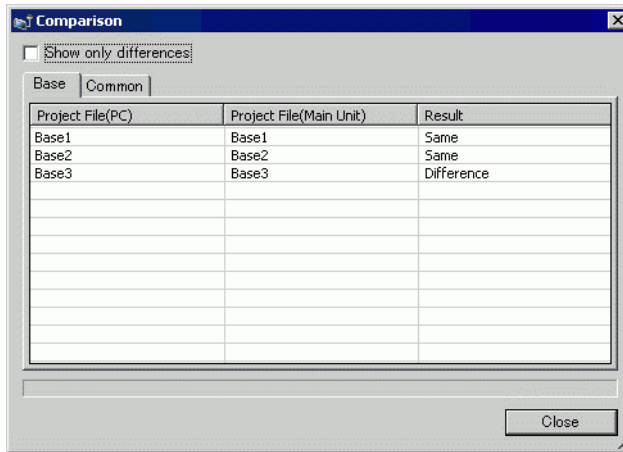 Comparison
Show only differences
Base Common
Project File(PC) Project File(Main Unit) Result
Base1 Base1 Same
Base2 Base2 Same
Base3 Base3 Difference
Close